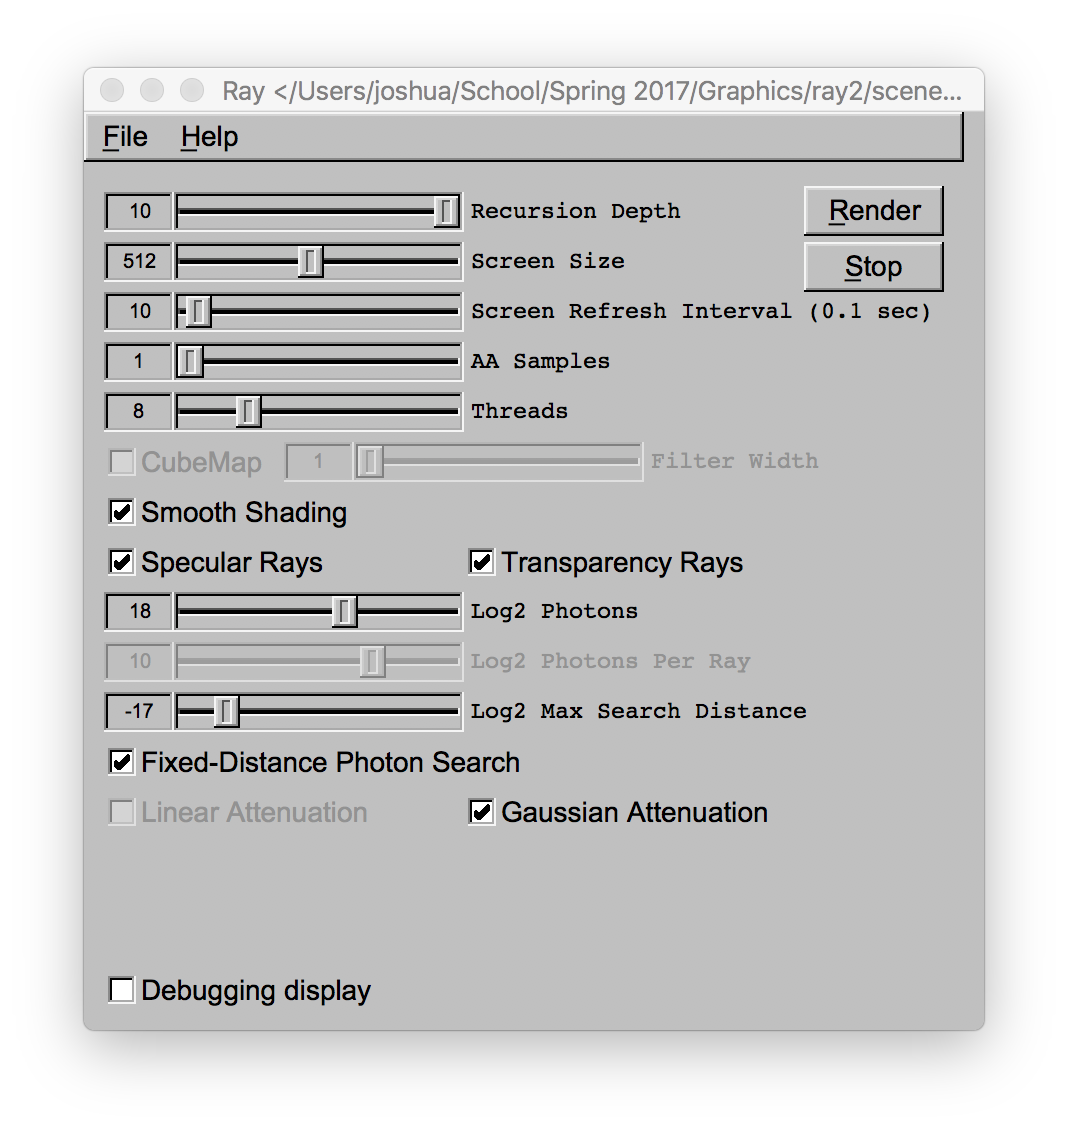 Ray </Users/joshua/School/Spring 2017/Graphics/ray2/scene...
File Help
10 Recursion Depth Render
512 Screen Size Stop
10 Screen Refresh Interval (0.1 sec)
1 AA Samples
8 Threads
CubeMap 1 Filter Width
Smooth Shading
Specular Rays Transparency Rays
18 Log2 Photons
10 Log2 Photons Per Ray
-17 Log2 Max Search Distance
Fixed-Distance Photon Search
Linear Attenuation Gaussian Attenuation
Debugging display